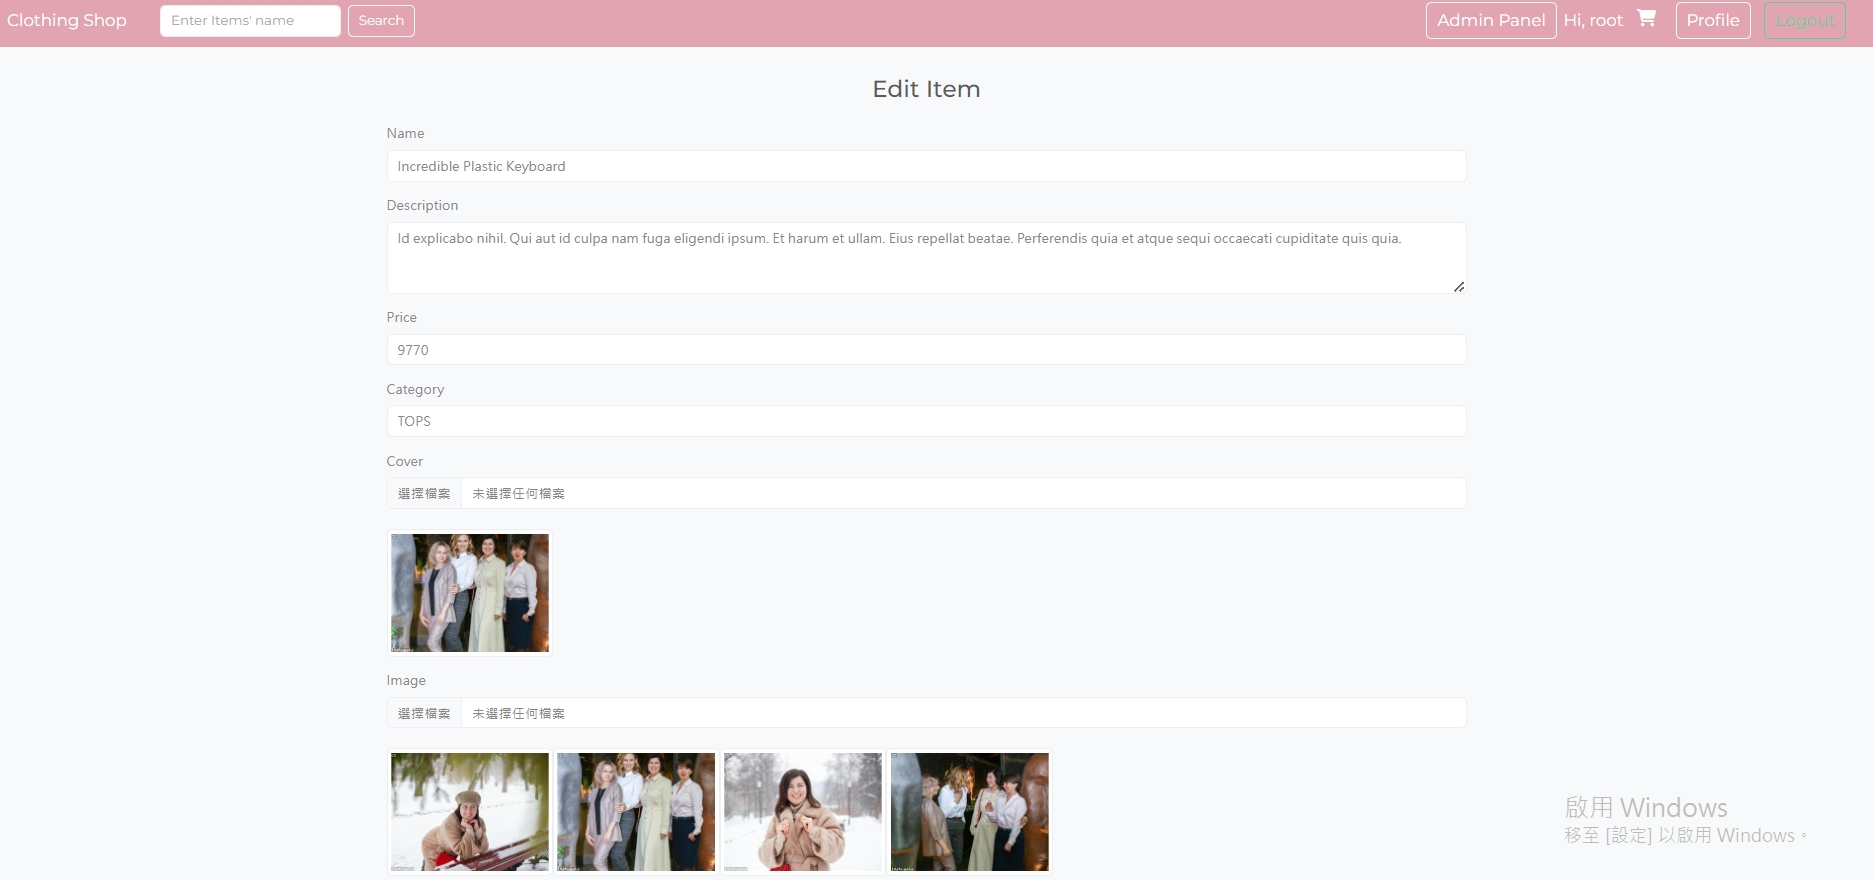 Clothing Shop
Enter Items' name
Search
Admin Panel
Hi, root
Profile
Logout
Edit Item
Name
Incredible Plastic Keyboard
Description
Id explicabo nihil. Qui aut id culpa nam fuga eligendi ipsum. Et harum et ullam. Eius repellat beatae. Perferendis quia et atque sequi occaecati cupiditate quis quia.
Price
9770
Category
TOPS
Cover
選擇檔案
未選擇任何檔案
Image
選擇檔案
未選擇任何檔案
啟用 Windows
移至 [設定] 以啟用 Windows。